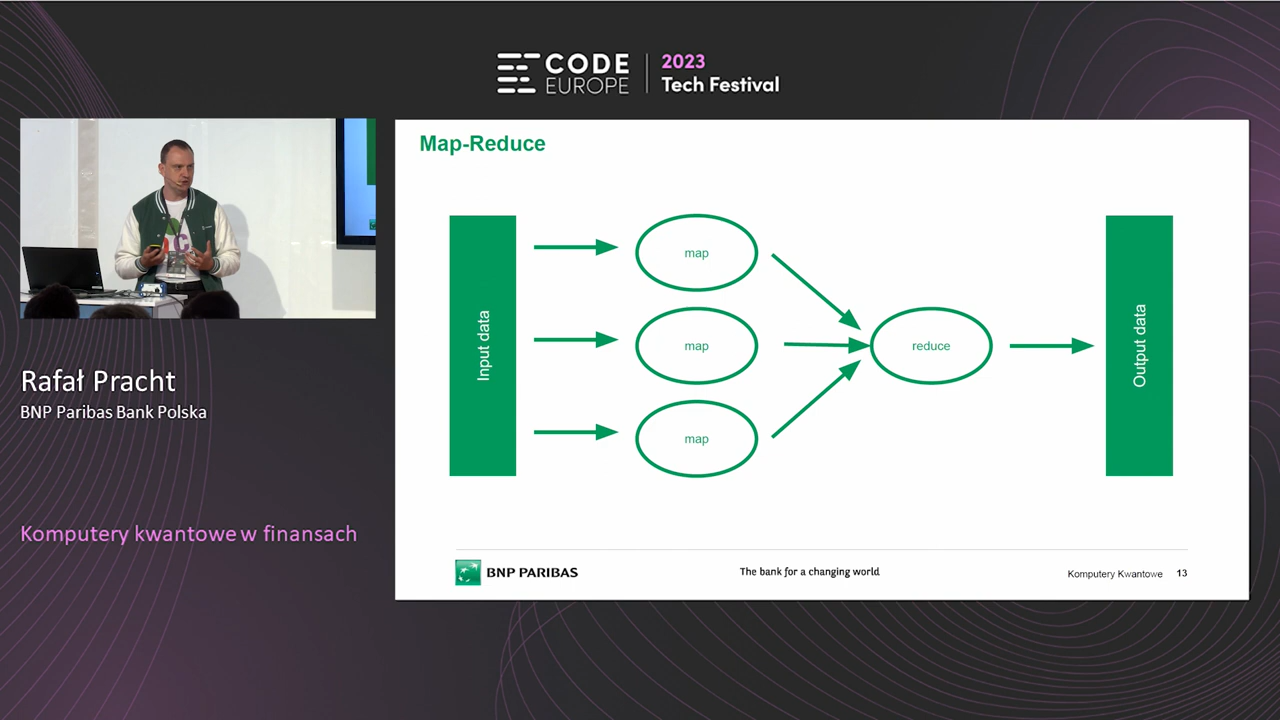 CODE
EUROPE
2023
Tech Festival
Map-Reduce
Input data
map
map
map
reduce
Output data
Rafał Pracht
BNP Paribas Bank Polska
Komputery kwantowe w finansach
BNP PARIBAS
The bank for a changing world
Komputery Kwantowe 13